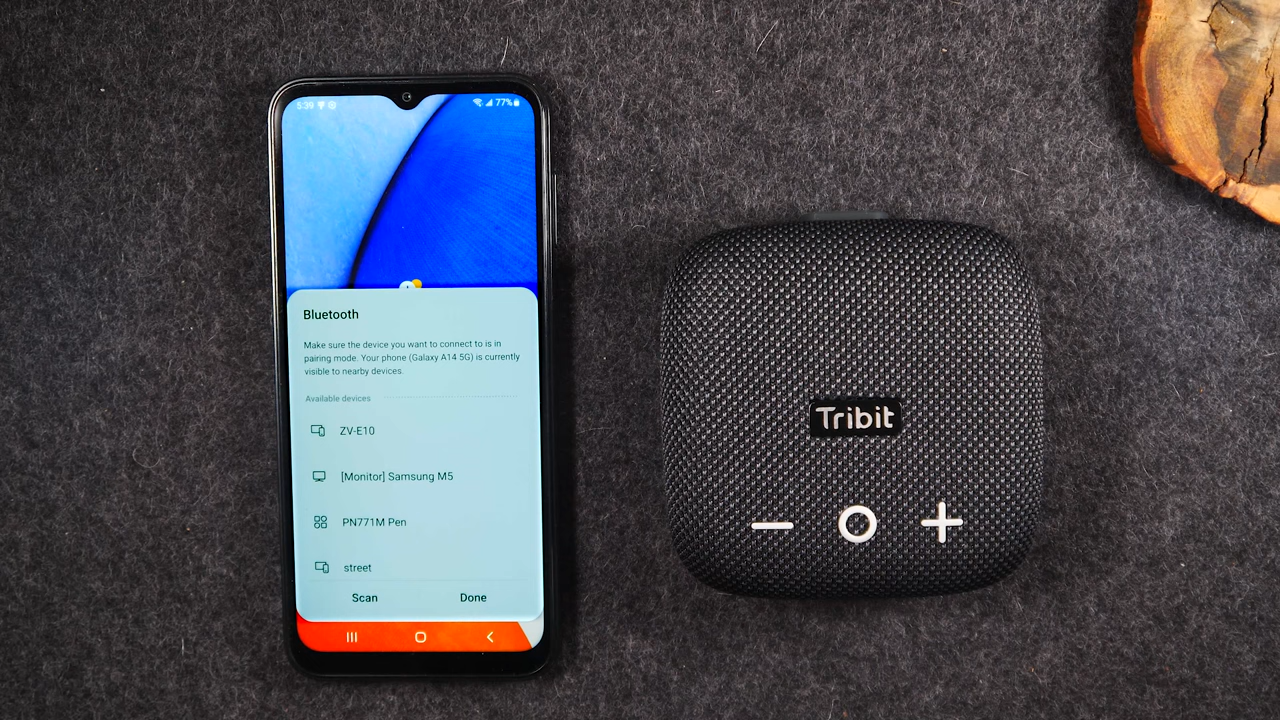 5:39
77%
Bluetooth
Make sure the device you want to connect to is in
pairing mode. Your phone (Galaxy A14 5G) is currently
visible to nearby devices.
Available devices
ZV-E10
[Monitor] Samsung M5
PN771M Pen
street
Scan Done
Tribit